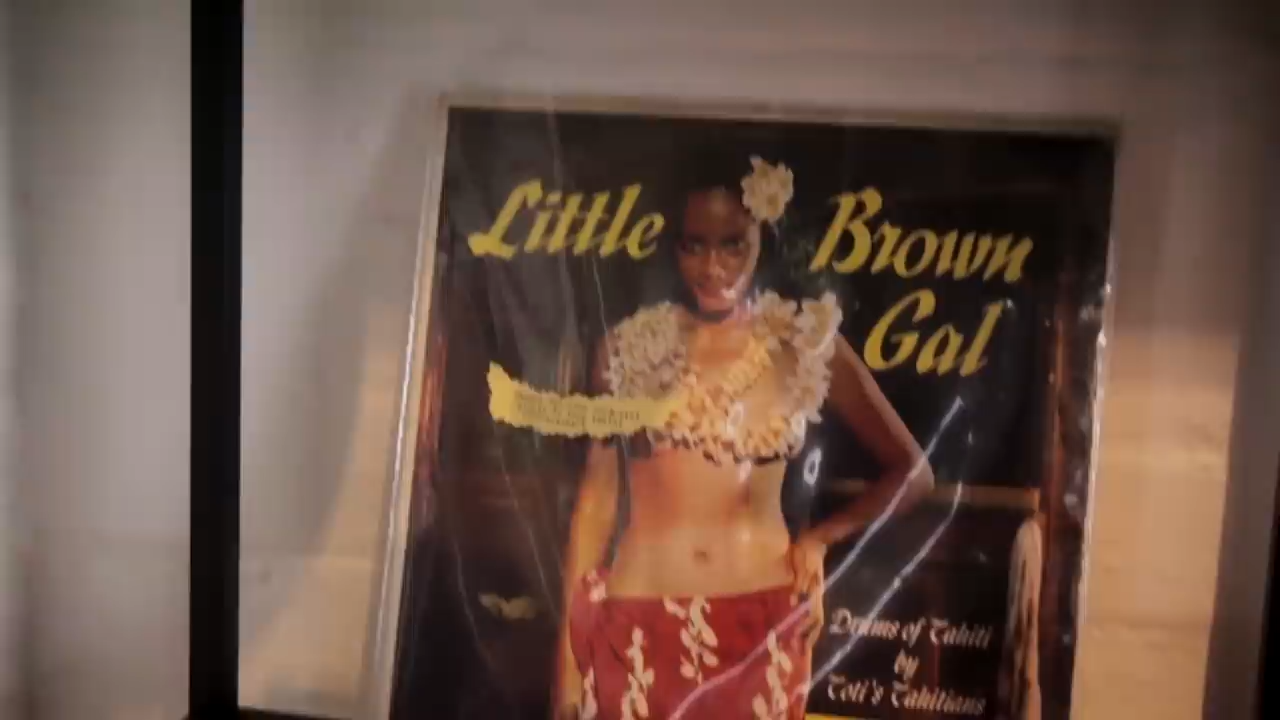 Little
Brown
Gal
Drums of Tahiti
by
Toti's Tahitians